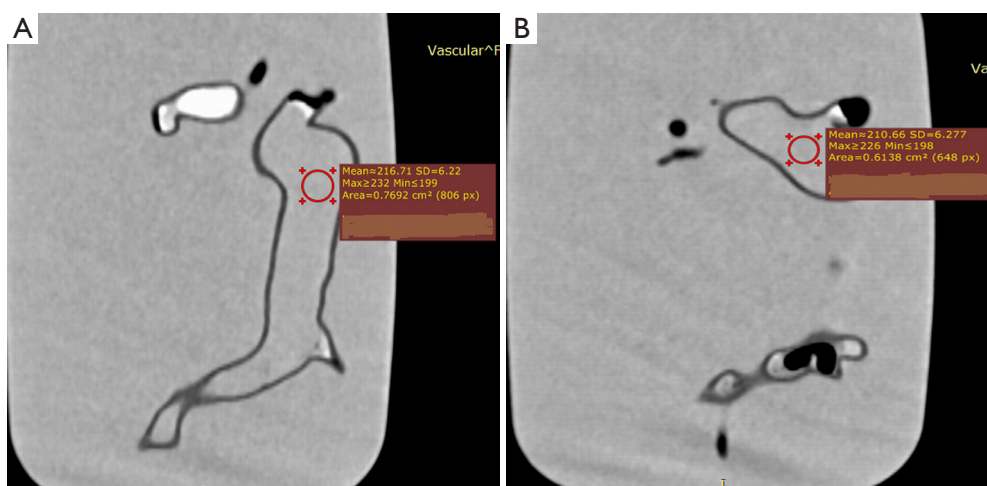 A
Vascular^F
Mean≈216.71 SD=6.22
Max≥232 Min≤199
Area=0.7692 cm² (806 px)
B
Va
Mean≈210.66 SD=6.277
Max≥226 Min≤198
Area=0.6138 cm² (648 px)